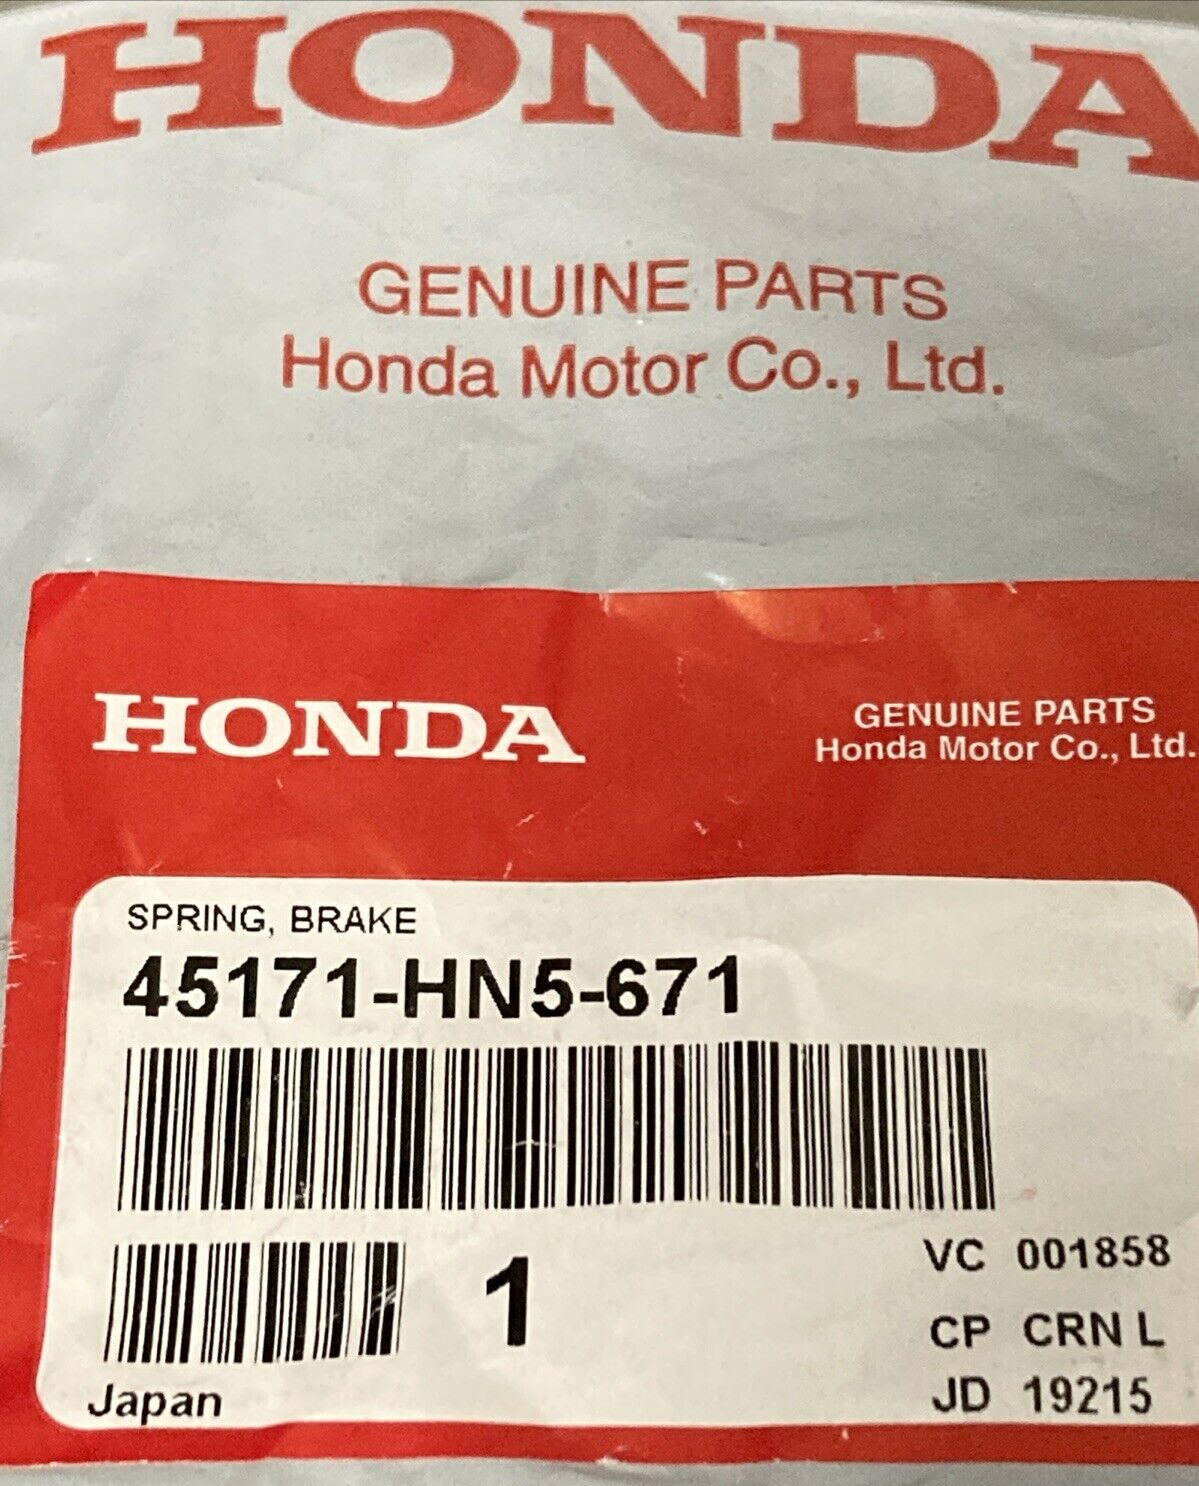 HONDA
GENUINE PARTS
Honda Motor Co., Ltd.
HONDA
GENUINE PARTS
Honda Motor Co., Ltd.
SPRING, BRAKE
45171-HN5-671
1
VC 001858
CP CRN L
JD 19215
Japan